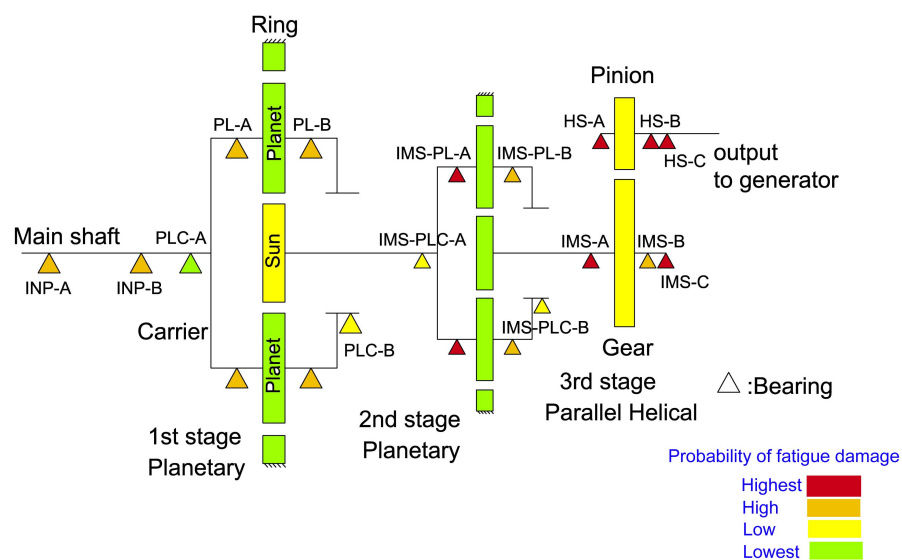 Ring
Pinion
PL-A
PL-B
Planet
HS-A
HS-B
HS-C
output
to generator
IMS-PL-A
IMS-PL-B
Main shaft
PLC-A
Sun
IMS-PLC-A
IMS-A
IMS-B
IMS-C
INP-A
INP-B
Carrier
Planet
PLC-B
IMS-PLC-B
Gear
3rd stage
Parallel Helical
:Bearing
2nd stage
Planetary
1st stage
Planetary
Probability of fatigue damage
Highest
High
Low
Lowest